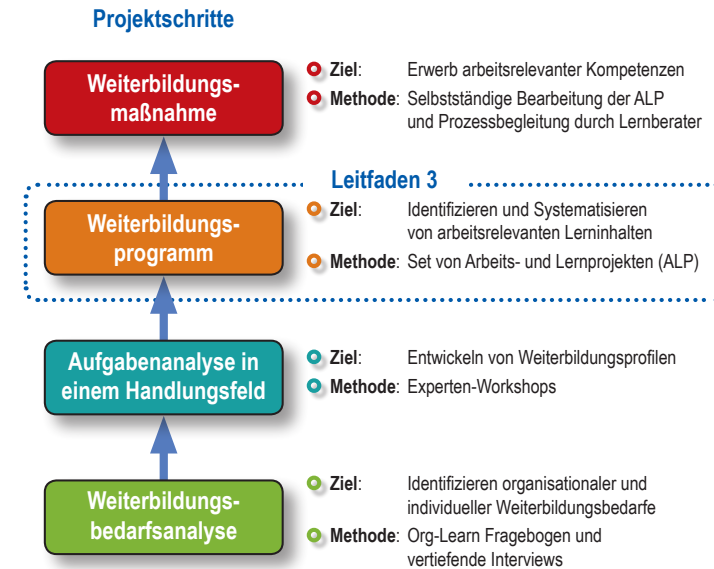 Projektschritte
Weiterbildungs-
maßnahme
Ziel: Erwerb arbeitsrelevanter Kompetenzen
Methode: Selbstständige Bearbeitung der ALP
und Prozessbegleitung durch Lernberater
Leitfaden 3
Weiterbildungs-
programm
Ziel: Identifizieren und Systematisieren
von arbeitsrelevanten Lerninhalten
Methode: Set von Arbeits- und Lernprojekten (ALP)
Aufgabenanalyse in
einem Handlungsfeld
Ziel: Entwickeln von Weiterbildungsprofilen
Methode: Experten-Workshops
Weiterbildungs-
bedarfsanalyse
Ziel: Identifizieren organisationaler und
individueller Weiterbildungsbedarfe
Methode: Org-Learn Fragebogen und
vertiefende Interviews